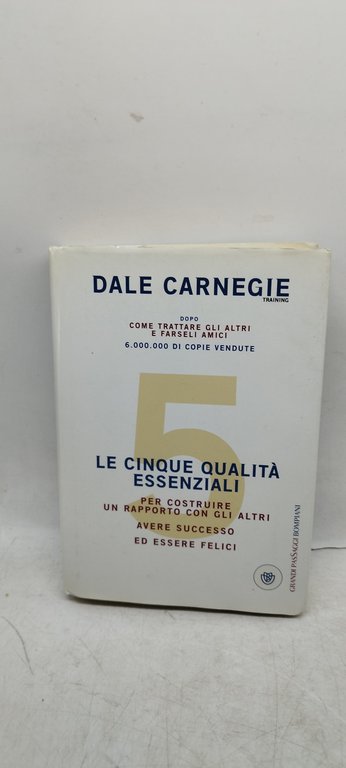 DALE CARNEGIE
TRAINING
DOPO
COME TRATTARE GLI ALTRI
E FARSELI AMICI
6.000.000 DI COPIE VENDUTE
5
LE CINQUE QUALITÀ
ESSENZIALI
PER COSTRUIRE
UN RAPPORTO CON GLI ALTRI
AVERE SUCCESSO
ED ESSERE FELICI
GRANDI PASSAGGI BOMPIANI